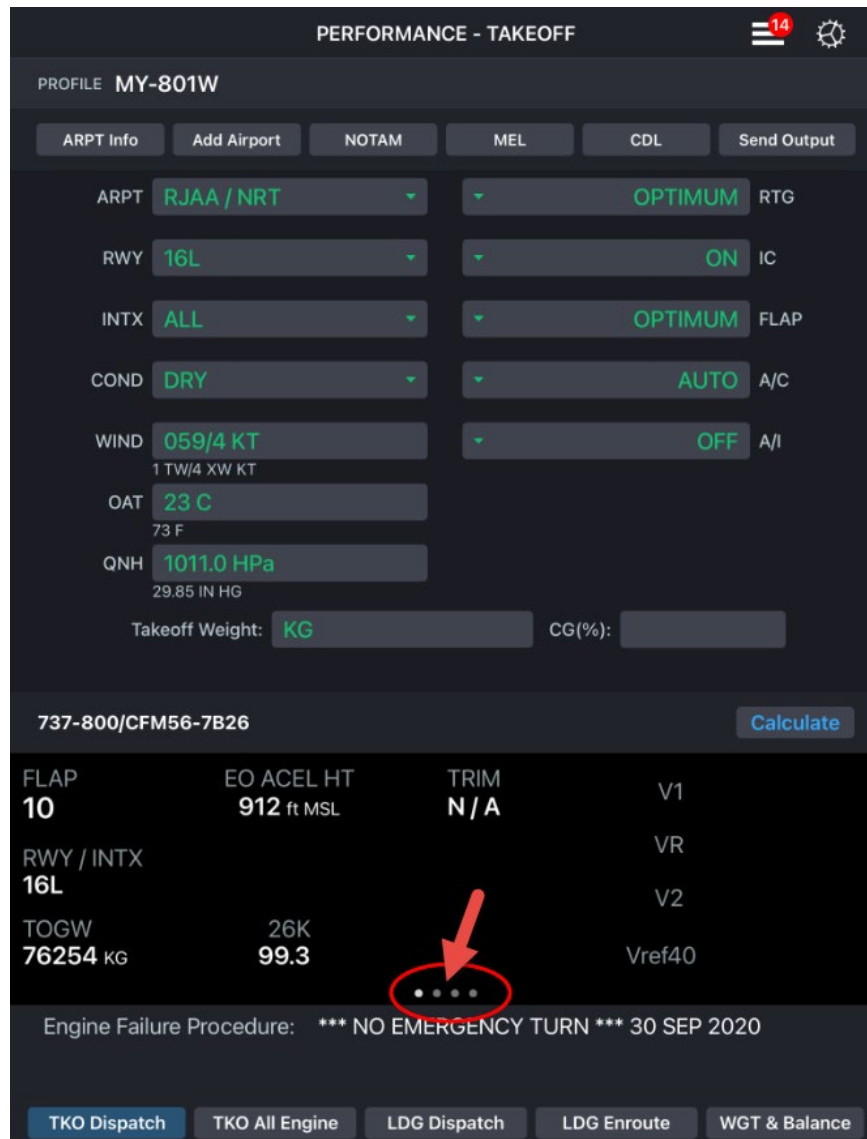 PERFORMANCE - TAKEOFF
14
PROFILE MY-801W
ARPT Info Add Airport NOTAM MEL CDL Send Output
ARPT RJAA / NRT OPTIMUM RTG
RWY 16L ON IC
INTX ALL OPTIMUM FLAP
COND DRY AUTO A/C
WIND 059/4 KT OFF A/I
1 TW/4 XW KT
OAT 23 C
73 F
QNH 1011.0 HPa
29.85 IN HG
Takeoff Weight: KG CG(%):
737-800/CFM56-7B26 Calculate
FLAP EO ACEL HT TRIM V1
10 912 ft MSL N / A
RWY / INTX VR
16L V2
TOGW 26K
76254 KG 99.3 Vref40
Engine Failure Procedure: *** NO EMERGENCY TURN *** 30 SEP 2020
TKO Dispatch TKO All Engine LDG Dispatch LDG Enroute WGT & Balance